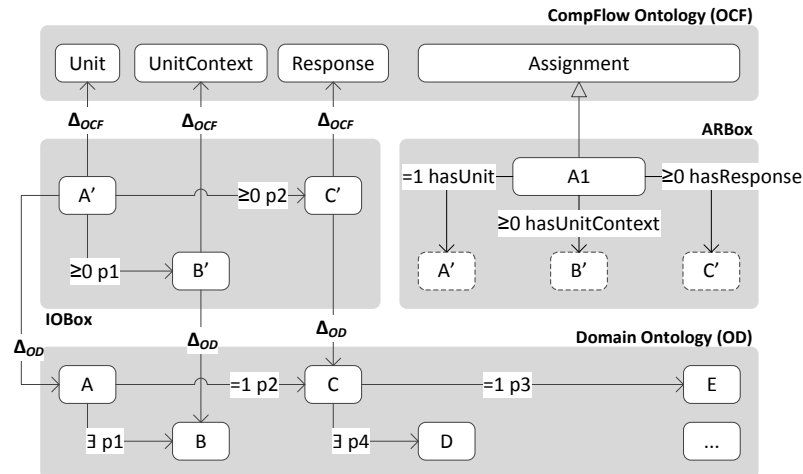 CompFlow Ontology (OCF)
Unit
UnitContext
Response
Assignment
Δ_OCF
Δ_OCF
Δ_OCF
ARBox
A’
≥0 p2
C’
=1 hasUnit
A1
≥0 hasResponse
≥0 hasUnitContext
≥0 p1
B’
A’
B’
C’
IOBox
Δ_OD
Δ_OD
Δ_OD
Domain Ontology (OD)
A
=1 p2
C
=1 p3
E
∃ p1
B
∃ p4
D
...